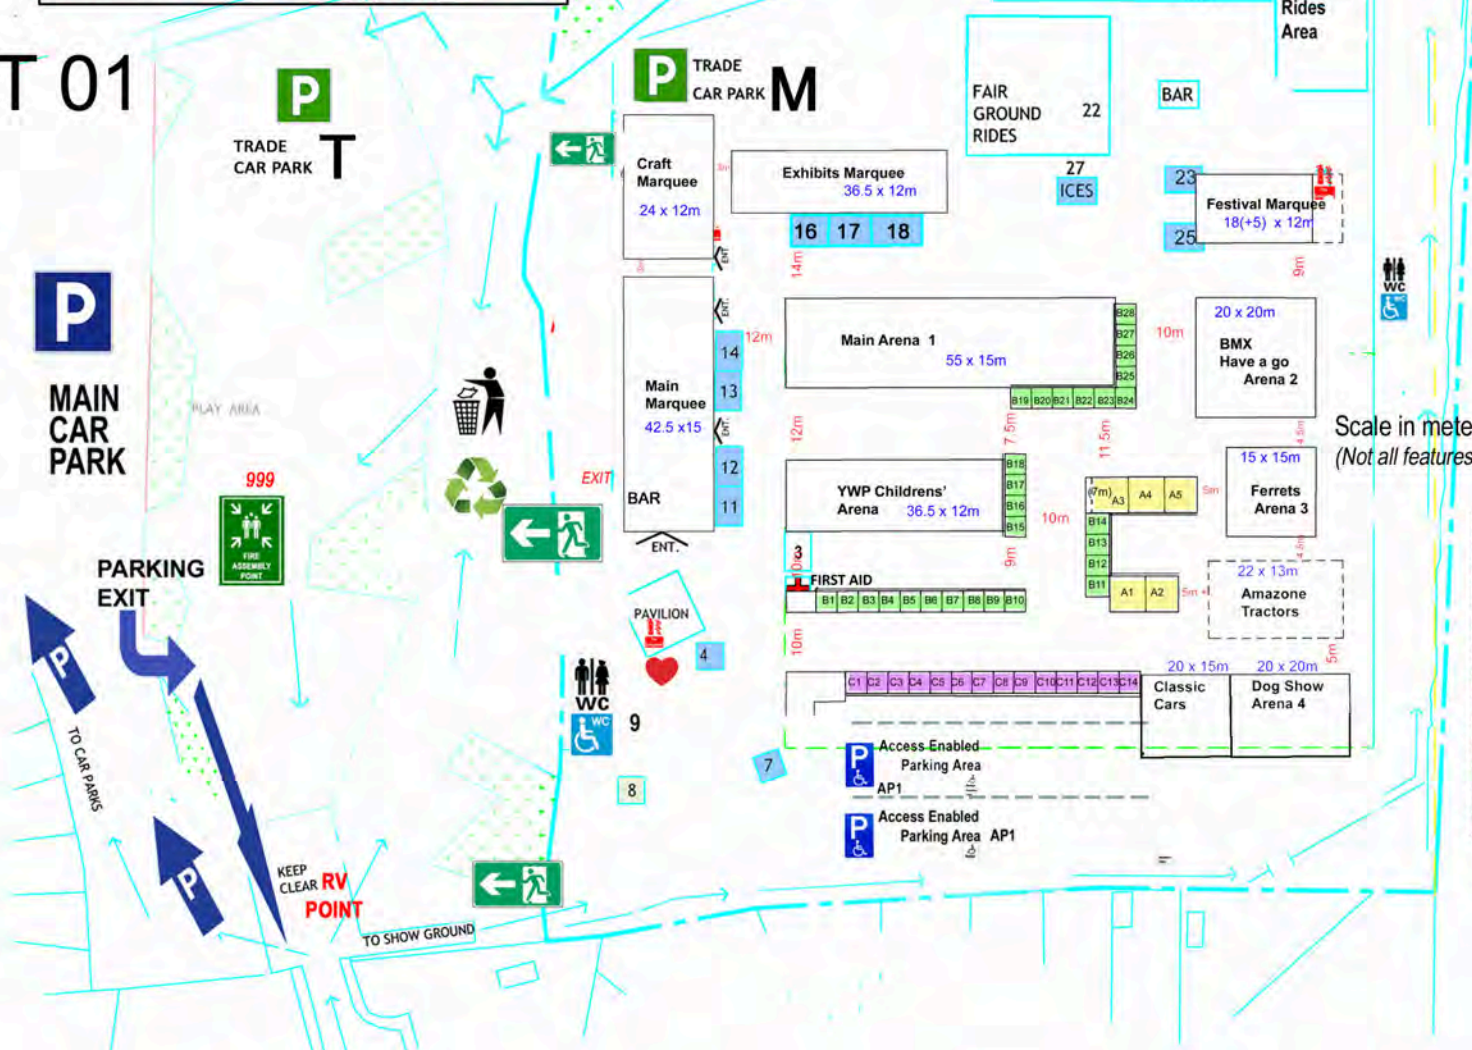 Rides
Area
T 01
P
TRADE
CAR PARK T
P
TRADE
CAR PARK M
FAIR
GROUND
RIDES
22
BAR
27
ICES
Craft
Marquee
24 x 12m
Exhibits Marquee
36.5 x 12m
16 17 18
23
25
Festival Marquee
18(+5) x 12m
ENT.
14m
9m
WC
WC
P
MAIN
CAR
PARK
PLAY AREA
ENT.
14
13
12m
Main
Marquee
42.5 x15
ENT.
12
11
BAR
ENT.
EXIT
Main Arena 1
55 x 15m
B28
B27
B26
B25
B19 B20 B21 B22 B23 B24
10m
20 x 20m
BMX
Have a go
Arena 2
12m
7.5m
11.5m
4.5m
Scale in mete
(Not all features
YWP Childrens'
Arena 36.5 x 12m
B18
B17
B16
B15
10m
9m
(7m) A3 A4 A5
5m
B14
B13
B12
B11
A1 A2
5m
15 x 15m
Ferrets
Arena 3
4.5m
22 x 13m
Amazone
Tractors
5m
999
FIRE
ASSEMBLY
POINT
PARKING
EXIT
3
10m
FIRST AID
B1 B2 B3 B4 B5 B6 B7 B8 B9 B10
10m
PAVILION
4
WC
WC
9
8
7
C1 C2 C3 C4 C5 C6 C7 C8 C9 C10 C11 C12 C13 C14
20 x 15m
Classic
Cars
20 x 20m
Dog Show
Arena 4
P
Access Enabled
Parking Area
AP1
P
Access Enabled
Parking Area AP1
P
TO CAR PARKS
P
KEEP
CLEAR RV
POINT
TO SHOW GROUND